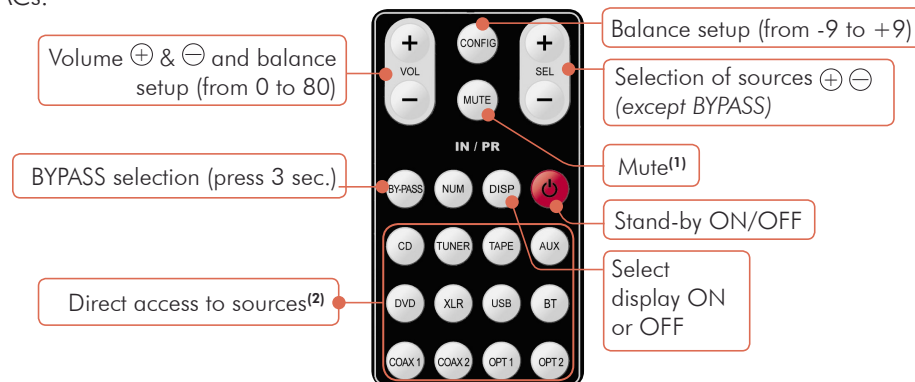 ACs.
Volume ⊕ & ⊖ and balance
setup (from 0 to 80)
BYPASS selection (press 3 sec.)
Direct access to sources(2)
+ CONFIG +
VOL SEL
− MUTE −
IN / PR
BY-PASS NUM DISP
CD TUNER TAPE AUX
DVD XLR USB BT
COAX 1 COAX 2 OPT 1 OPT 2
Balance setup (from -9 to +9)
Selection of sources ⊕ ⊖
(except BYPASS)
Mute(1)
Stand-by ON/OFF
Select
display ON
or OFF